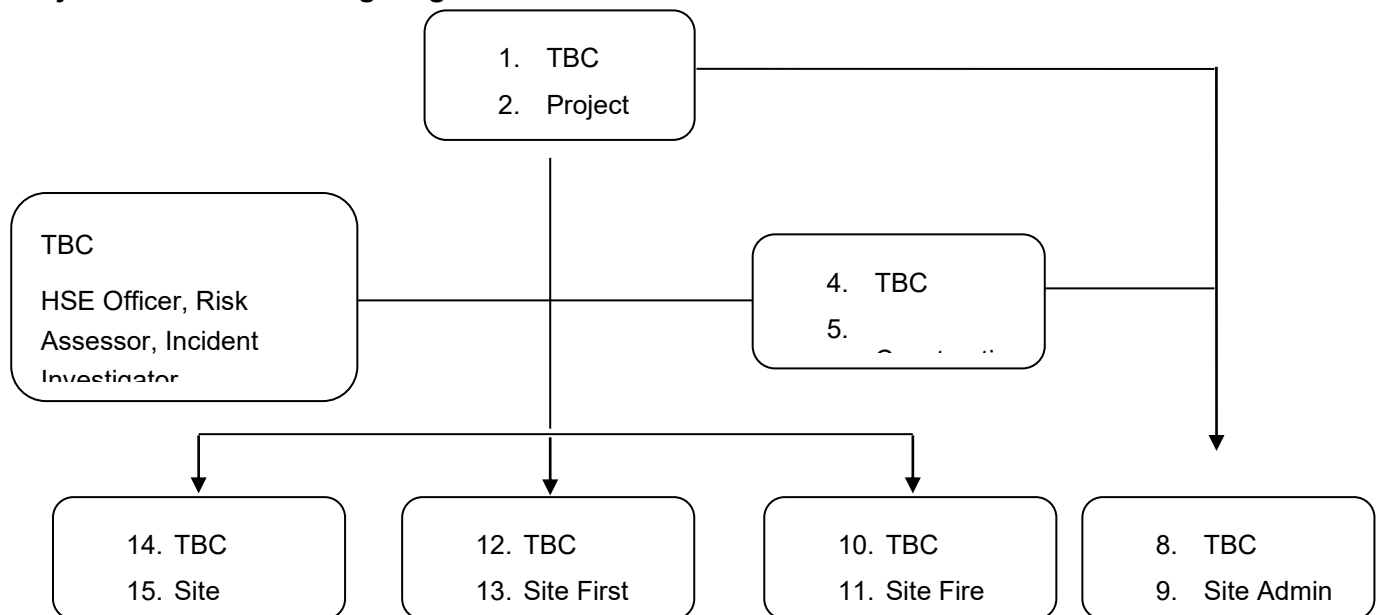 1. TBC
2. Project
TBC
HSE Officer, Risk
Assessor, Incident
Investigator
4. TBC
5.
14. TBC
15. Site
12. TBC
13. Site First
10. TBC
11. Site Fire
8. TBC
9. Site Admin